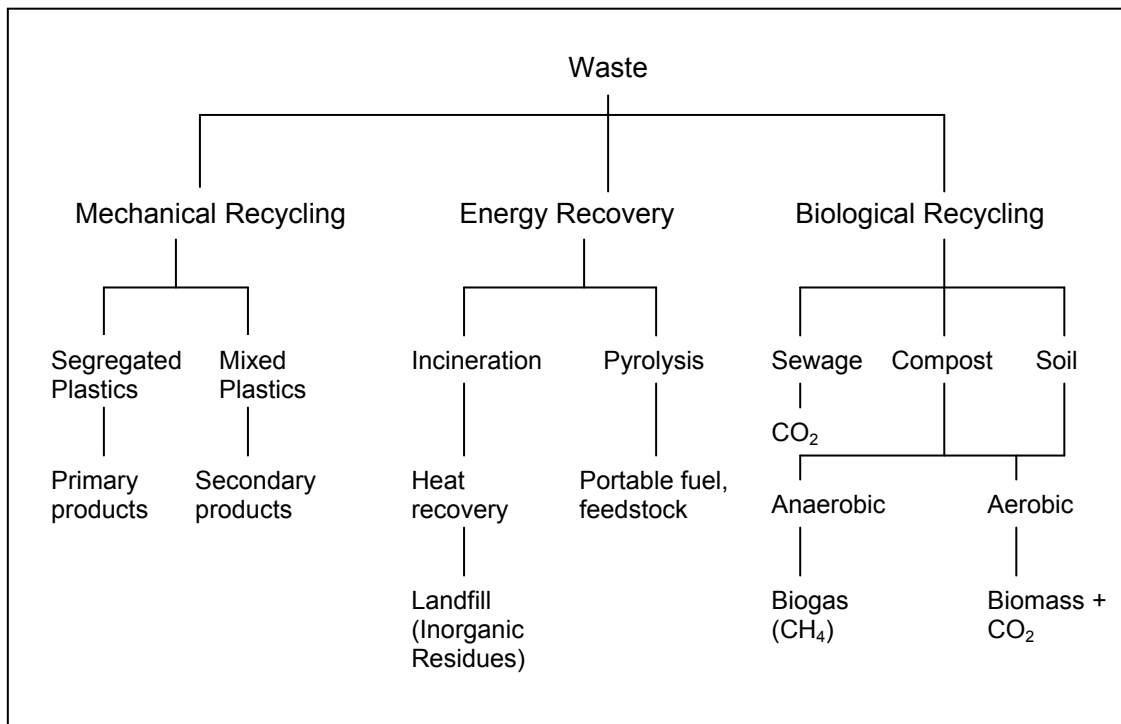 Waste
Mechanical Recycling
Energy Recovery
Biological Recycling
Segregated
Plastics
Mixed
Plastics
Incineration
Pyrolysis
Sewage
Compost
Soil
CO₂
Primary
products
Secondary
products
Heat
recovery
Portable fuel,
feedstock
Anaerobic
Aerobic
Landfill
(Inorganic
Residues)
Biogas
(CH₄)
Biomass +
CO₂